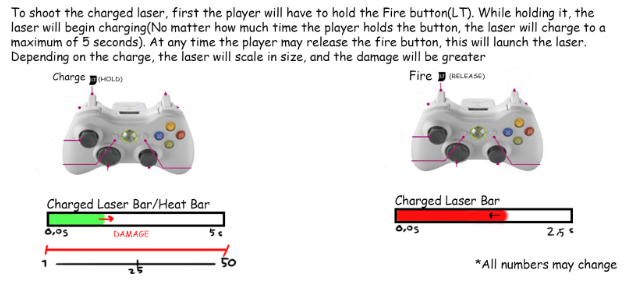 To shoot the charged laser, first the player will have to hold the Fire button(LT). While holding it, the
laser will begin charging(No matter how much time the player holds the button, the laser will charge to a
maximum of 5 seconds). At any time the player may release the fire button, this will launch the laser.
Depending on the charge, the laser will scale in size, and the damage will be greater
Charge LT (HOLD)
Fire LT (RELEASE)
Charged Laser Bar/Heat Bar
0,0s 5s
DAMAGE
1 25 50
Charged Laser Bar
0,0s 2.5s
*All numbers may change